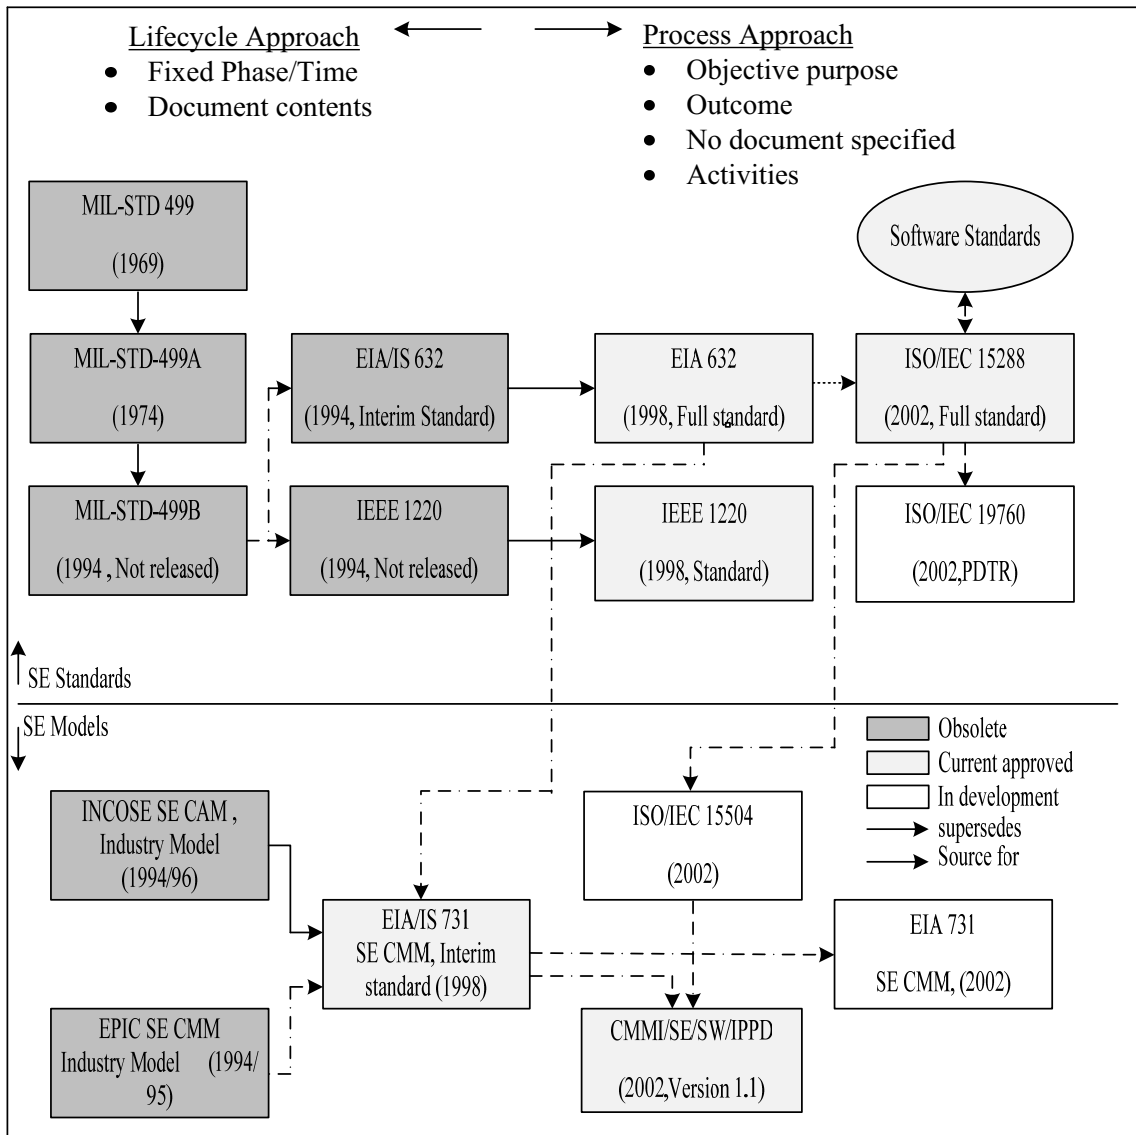 Lifecycle Approach
• Fixed Phase/Time
• Document contents
Process Approach
• Objective purpose
• Outcome
• No document specified
• Activities
MIL-STD 499
(1969)
Software Standards
MIL-STD-499A
(1974)
EIA/IS 632
(1994, Interim Standard)
EIA 632
(1998, Full standard)
ISO/IEC 15288
(2002, Full standard)
MIL-STD-499B
(1994 , Not released)
IEEE 1220
(1994, Not released)
IEEE 1220
(1998, Standard)
ISO/IEC 19760
(2002,PDTR)
SE Standards
SE Models
Obsolete
Current approved
In development
supersedes
Source for
INCOSE SE CAM ,
Industry Model
(1994/96)
ISO/IEC 15504
(2002)
EIA/IS 731
SE CMM, Interim
standard (1998)
EIA 731
SE CMM, (2002)
EPIC SE CMM
Industry Model (1994/
95)
CMMI/SE/SW/IPPD
(2002,Version 1.1)